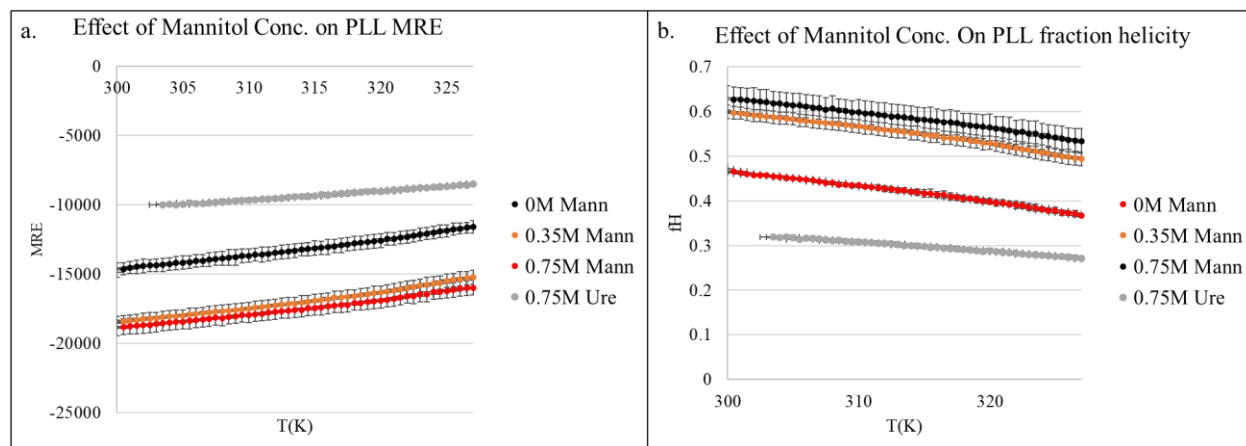 a.
Effect of Mannitol Conc. on PLL MRE
0
300 305 310 315 320 325
-5000
-10000
-15000
-20000
-25000
MRE
T(K)
0M Mann
0.35M Mann
0.75M Mann
0.75M Ure
b.
Effect of Mannitol Conc. On PLL fraction helicity
0.7
0.6
0.5
0.4
0.3
0.2
0.1
0
fH
300 310 320
T(K)
0M Mann
0.35M Mann
0.75M Mann
0.75M Ure